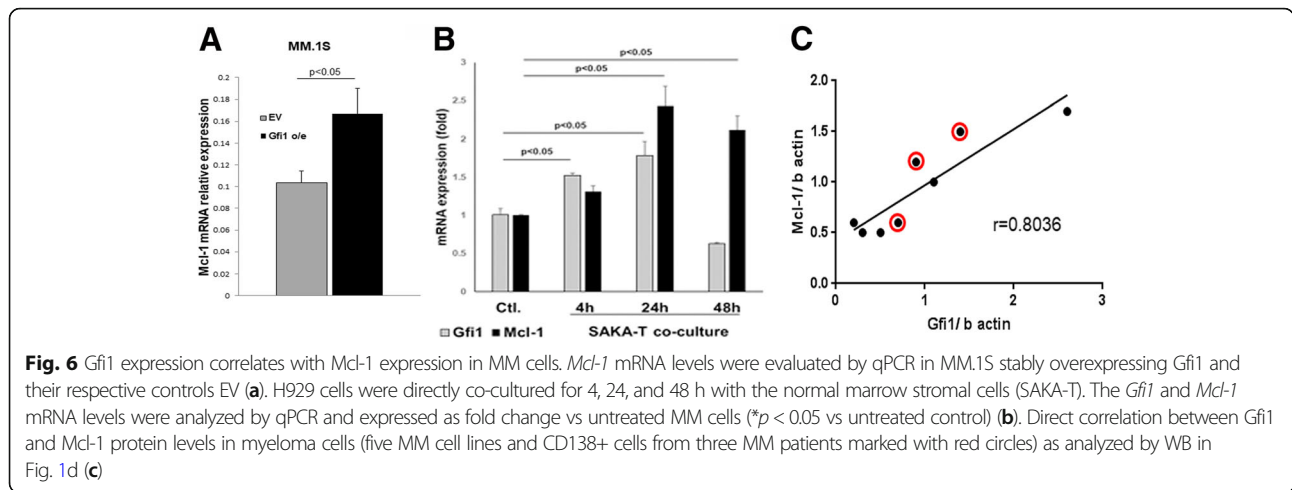 A
MM.1S
p<0.05
Mcl-1 mRNA relative expression
0.2
0.18
0.16
0.14
0.12
0.1
0.08
0.06
0.04
0.02
0
EV
Gfi1 o/e
B
p<0.05
p<0.05
p<0.05
p<0.05
mRNA expression (fold)
3
2.5
2
1.5
1
0.5
0
Ctl. 4h 24h 48h
Gfi1 Mcl-1 SAKA-T co-culture
C
Mcl-1/ b actin
2.0
1.5
1.0
0.5
0.0
r=0.8036
0 1 2 3
Gfi1/ b actin
Fig. 6 Gfi1 expression correlates with Mcl-1 expression in MM cells. Mcl-1 mRNA levels were evaluated by qPCR in MM.1S stably overexpressing Gfi1 and
their respective controls EV (a). H929 cells were directly co-cultured for 4, 24, and 48 h with the normal marrow stromal cells (SAKA-T). The Gfi1 and Mcl-1
mRNA levels were analyzed by qPCR and expressed as fold change vs untreated MM cells (*p < 0.05 vs untreated control) (b). Direct correlation between Gfi1
and Mcl-1 protein levels in myeloma cells (five MM cell lines and CD138+ cells from three MM patients marked with red circles) as analyzed by WB in
Fig. 1d (c)